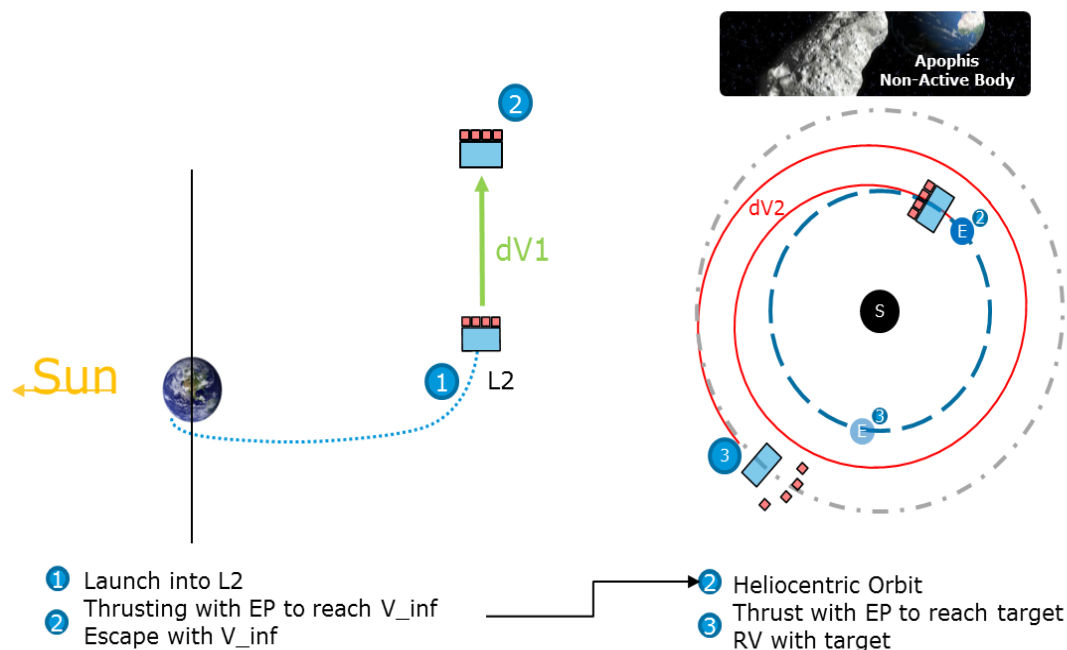 Apophis
Non-Active Body
2
dV1
Sun
1
L2
dV2
E 2
S
E 3
3
1 Launch into L2
2 Thrusting with EP to reach V_inf
Escape with V_inf
2 Heliocentric Orbit
3 Thrust with EP to reach target
RV with target